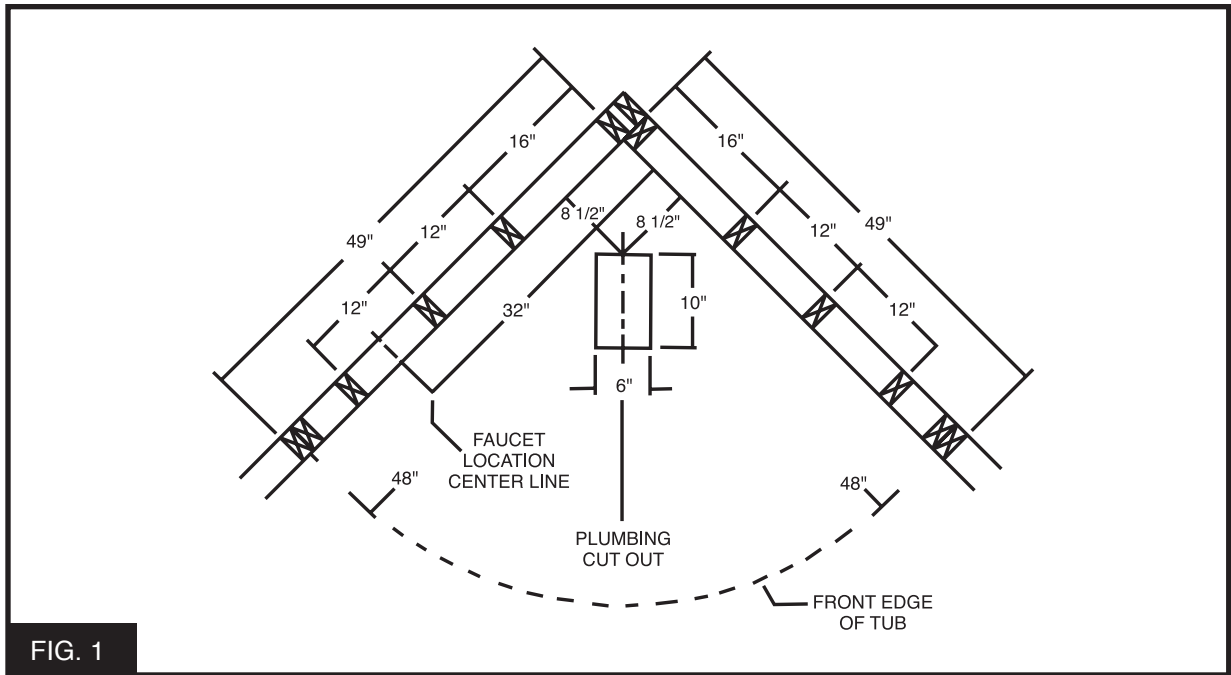 16"
16"
8 1/2"
8 1/2"
49"
12"
12"
49"
12"
32"
10"
12"
6"
FAUCET
LOCATION
CENTER LINE
48"
48"
PLUMBING
CUT OUT
FRONT EDGE
OF TUB
FIG. 1